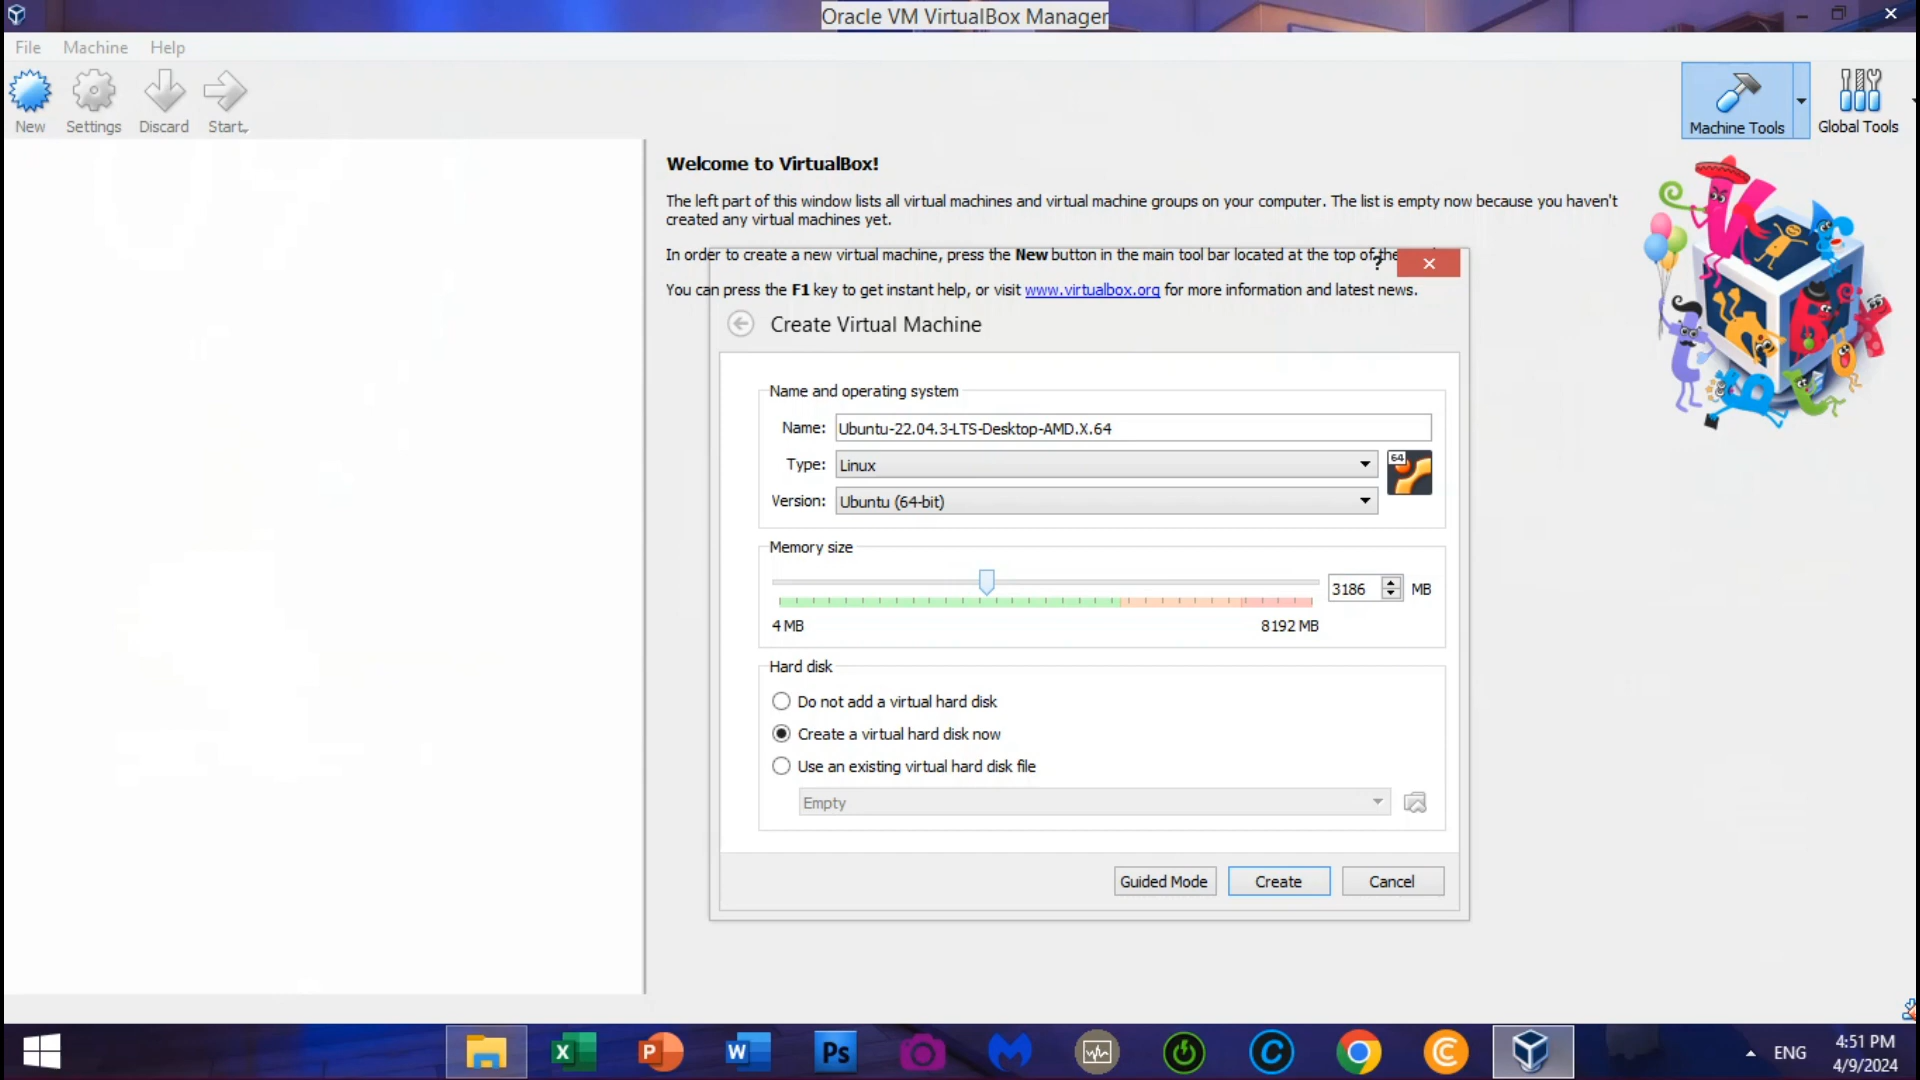 Oracle VM VirtualBox Manager
File Machine Help
New Settings Discard Start
Machine Tools Global Tools
Welcome to VirtualBox!
The left part of this window lists all virtual machines and virtual machine groups on your computer. The list is empty now because you haven't
created any virtual machines yet.
In order to create a new virtual machine, press the New button in the main tool bar located at the top of the
?
You can press the F1 key to get instant help, or visit www.virtualbox.org for more information and latest news.
Create Virtual Machine
Name and operating system
Name: Ubuntu-22.04.3-LTS-Desktop-AMD.X.64
Type: Linux
64
Version: Ubuntu (64-bit)
Memory size
3186 MB
4 MB 8192 MB
Hard disk
Do not add a virtual hard disk
Create a virtual hard disk now
Use an existing virtual hard disk file
Empty
Guided Mode Create Cancel
X P W Ps C C ENG
4:51 PM
4/9/2024